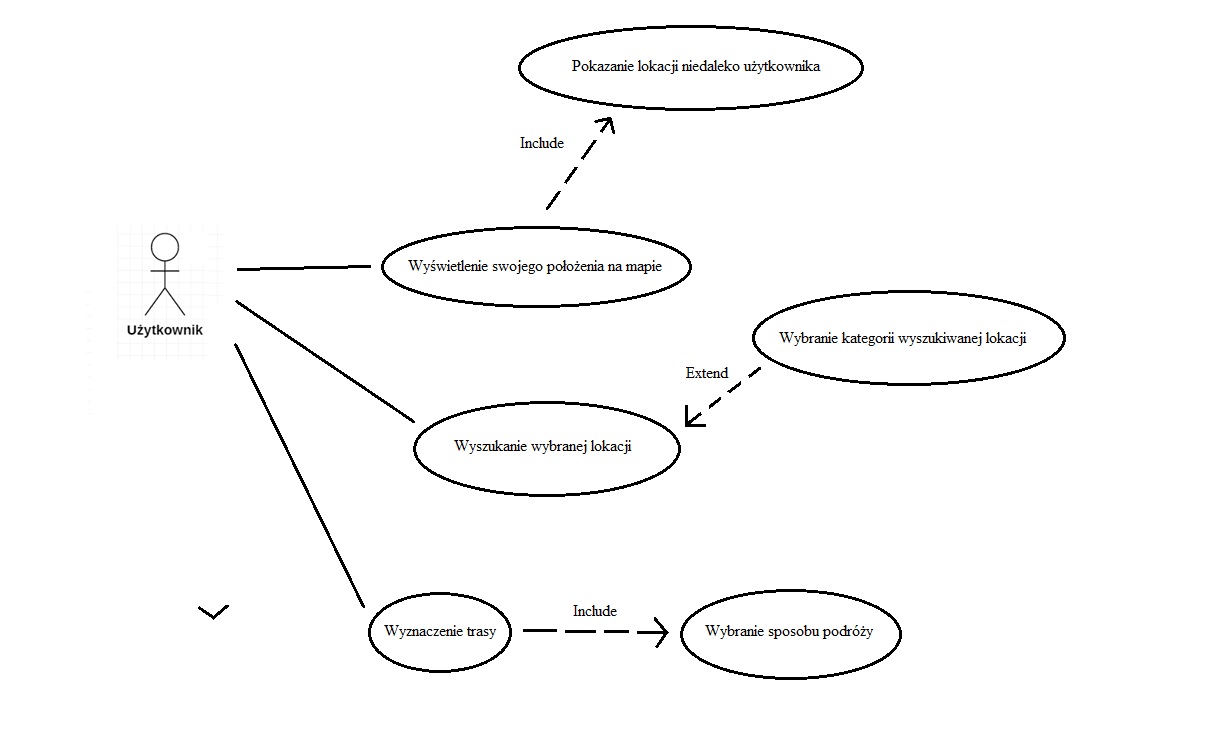 Pokazanie lokacji niedaleko użytkownika
Include
Wyświetlenie swojego położenia na mapie
Użytkownik
Wybranie kategorii wyszukiwanej lokacji
Extend
Wyszukanie wybranej lokacji
Include
Wyznaczenie trasy
Wybranie sposobu podróży